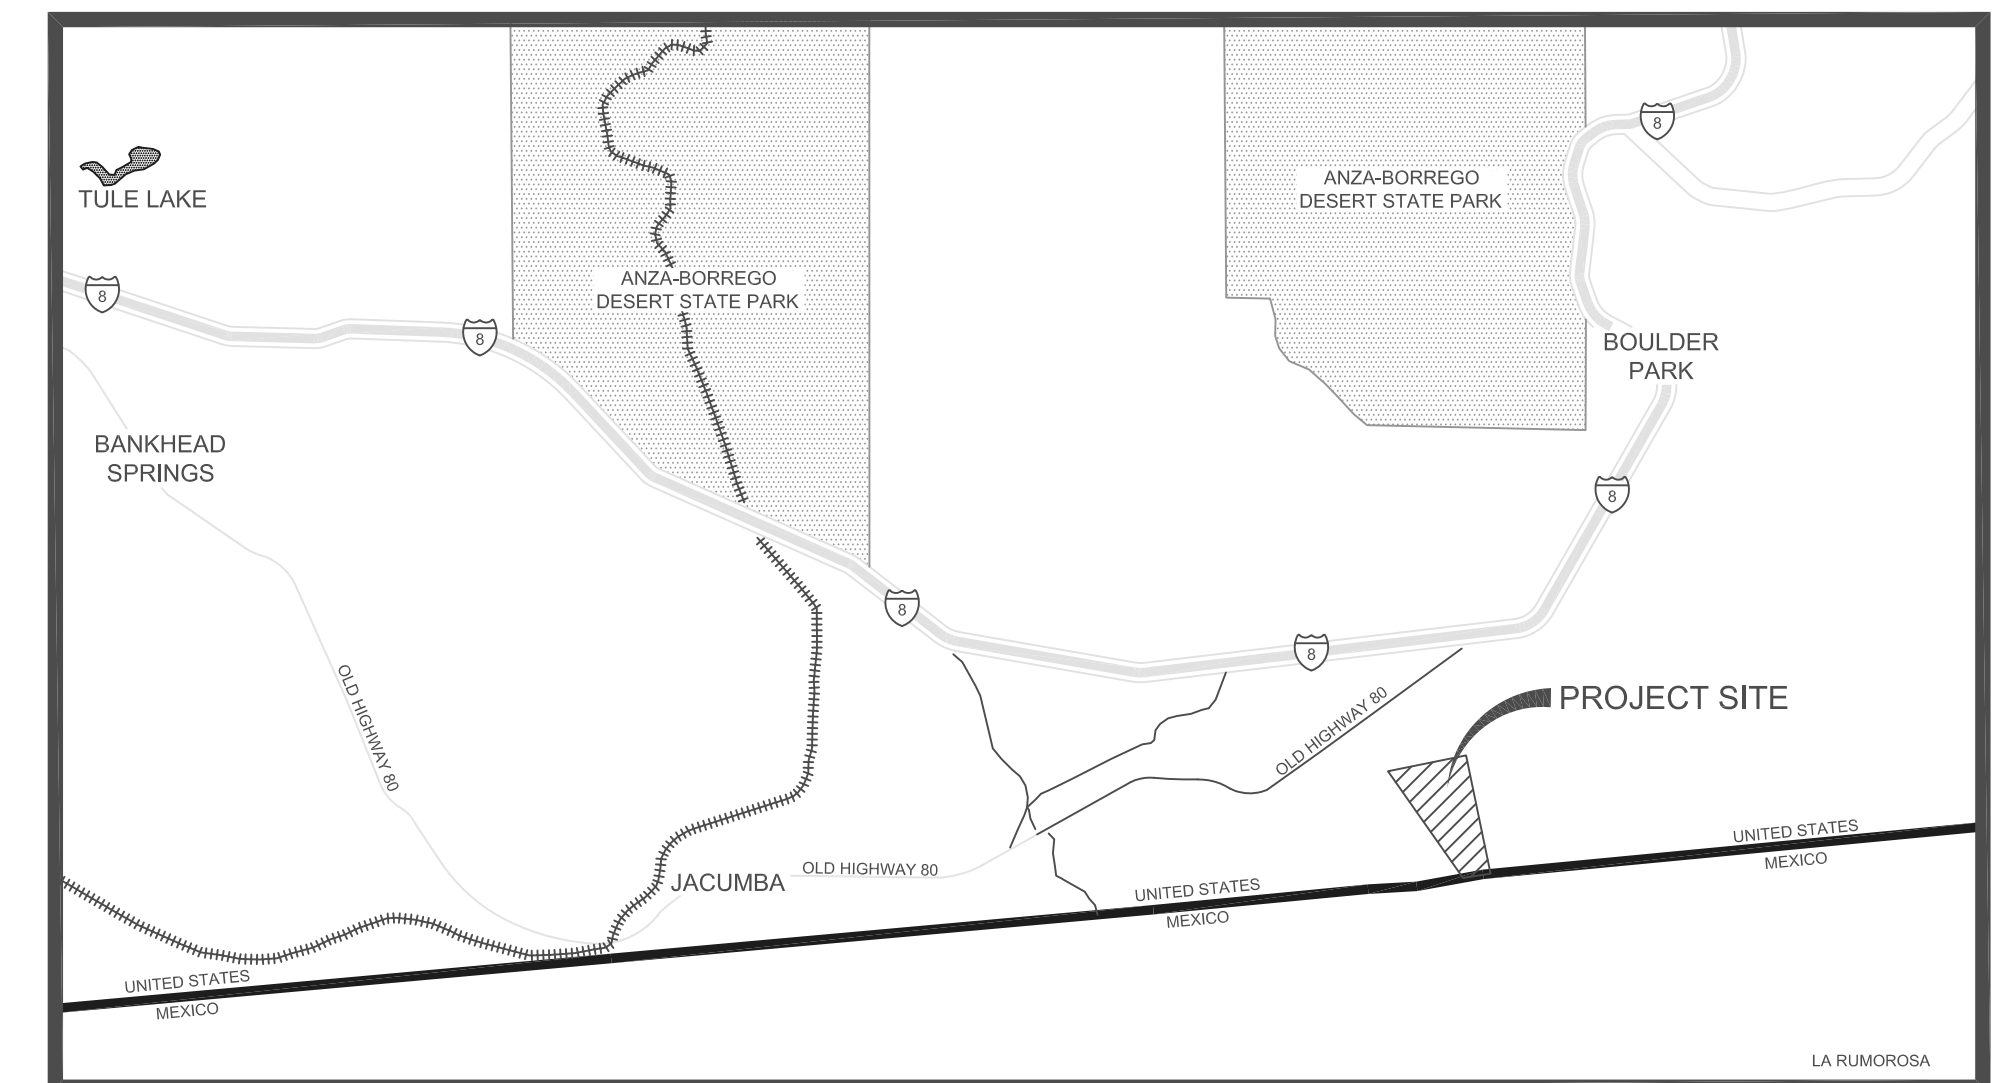 8
ANZA-BORREGO
DESERT STATE PARK
TULE LAKE
ANZA-BORREGO
DESERT STATE PARK
8
8
BOULDER
PARK
BANKHEAD
SPRINGS
8
8
8
OLD HIGHWAY 80
OLD HIGHWAY 80
PROJECT SITE
UNITED STATES
MEXICO
OLD HIGHWAY 80
JACUMBA
UNITED STATES
MEXICO
UNITED STATES
MEXICO
LA RUMOROSA